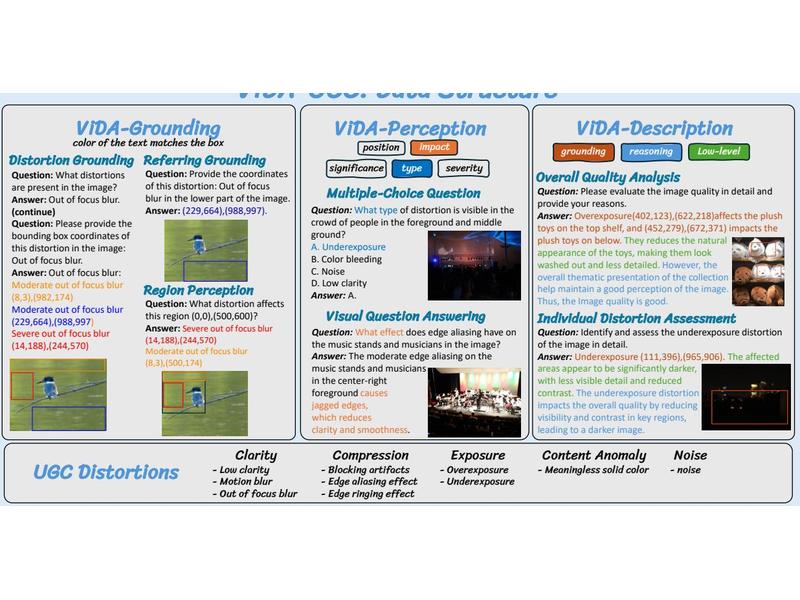 ViDA-UGC: Data Structure
ViDA-Grounding
color of the text matches the box
Distortion Grounding
Question: What distortions
are present in the image?
Answer: Out of focus blur.
(continue)
Question: Please provide the
bounding box coordinates of
this distortion in the image:
Out of focus blur.
Answer: Out of focus blur:
Moderate out of focus blur
(8,3),(982,174)
Moderate out of focus blur
(229,664),(988,997)
Severe out of focus blur
(14,188),(244,570)
Referring Grounding
Question: Provide the coordinates
of this distortion: Out of focus
blur in the lower part of the image.
Answer: (229,664),(988,997).
Region Perception
Question: What distortion affects
this region (0,0),(500,600)?
Answer: Severe out of focus blur
(14,188),(244,570)
Moderate out of focus blur
(8,3),(500,174)
ViDA-Perception
position
impact
significance
type
severity
Multiple-Choice Question
Question: What type of distortion is visible in the
crowd of people in the foreground and middle
ground?
A. Underexposure
B. Color bleeding
C. Noise
D. Low clarity
Answer: A.
Visual Question Answering
Question: What effect does edge aliasing have on
the music stands and musicians in the image?
Answer: The moderate edge aliasing on the
music stands and musicians
in the center-right
foreground causes
jagged edges,
which reduces
clarity and smoothness.
ViDA-Description
grounding
reasoning
Low-level
Overall Quality Analysis
Question: Please evaluate the image quality in detail and
provide your reasons.
Answer: Overexposure(402,123),(622,218)affects the plush
toys on the top shelf, and (452,279),(672,371) impacts the
plush toys on below. They reduces the natural
appearance of the toys, making them look
washed out and less detailed. However, the
overall thematic presentation of the collection
help maintain a good perception of the image.
Thus, the Image quality is good.
Individual Distortion Assessment
Question: Identify and assess the underexposure distortion
of the image in detail.
Answer: Underexposure (111,396),(965,906). The affected
areas appear to be significantly darker,
with less visible detail and reduced
contrast. The underexposure distortion
impacts the overall quality by reducing
visibility and contrast in key regions,
leading to a darker image.
UGC Distortions
Clarity
- Low clarity
- Motion blur
- Out of focus blur
Compression
- Blocking artifacts
- Edge aliasing effect
- Edge ringing effect
Exposure
- Overexposure
- Underexposure
Content Anomaly
- Meaningless solid color
Noise
- noise